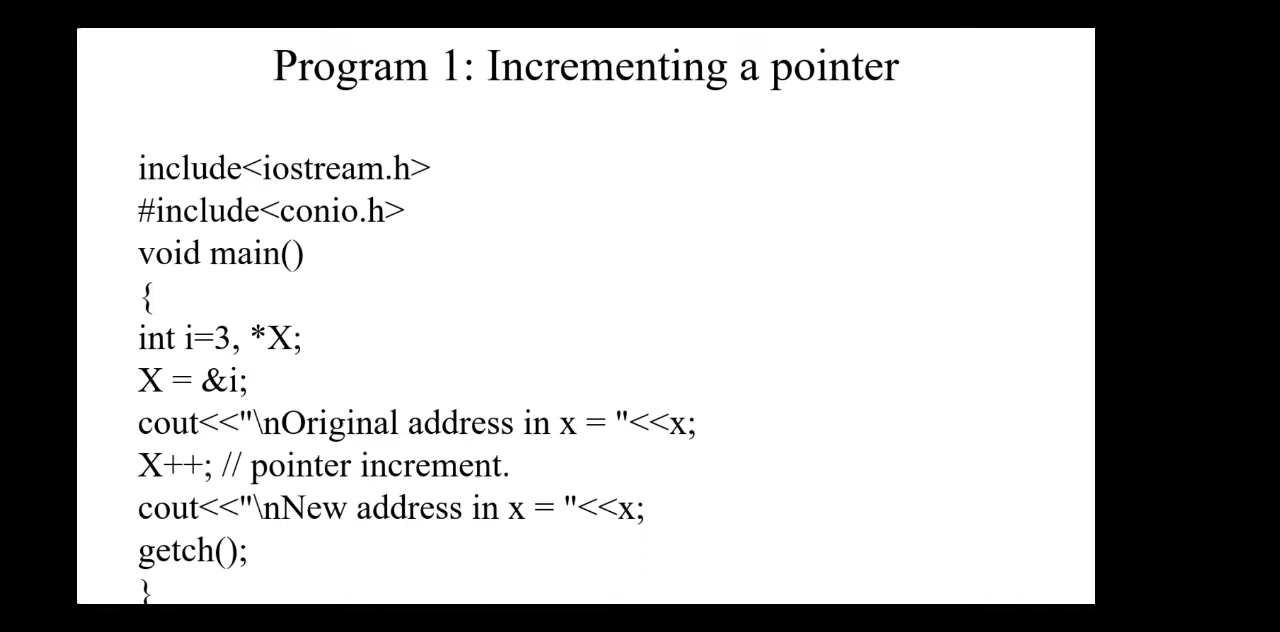 Program 1: Incrementing a pointer
include<iostream.h>
#include<conio.h>
void main()
{
int i=3, *X;
X = &i;
cout<<"\nOriginal address in x = "<<x;
X++; // pointer increment.
cout<<"\nNew address in x = "<<x;
getch();
}